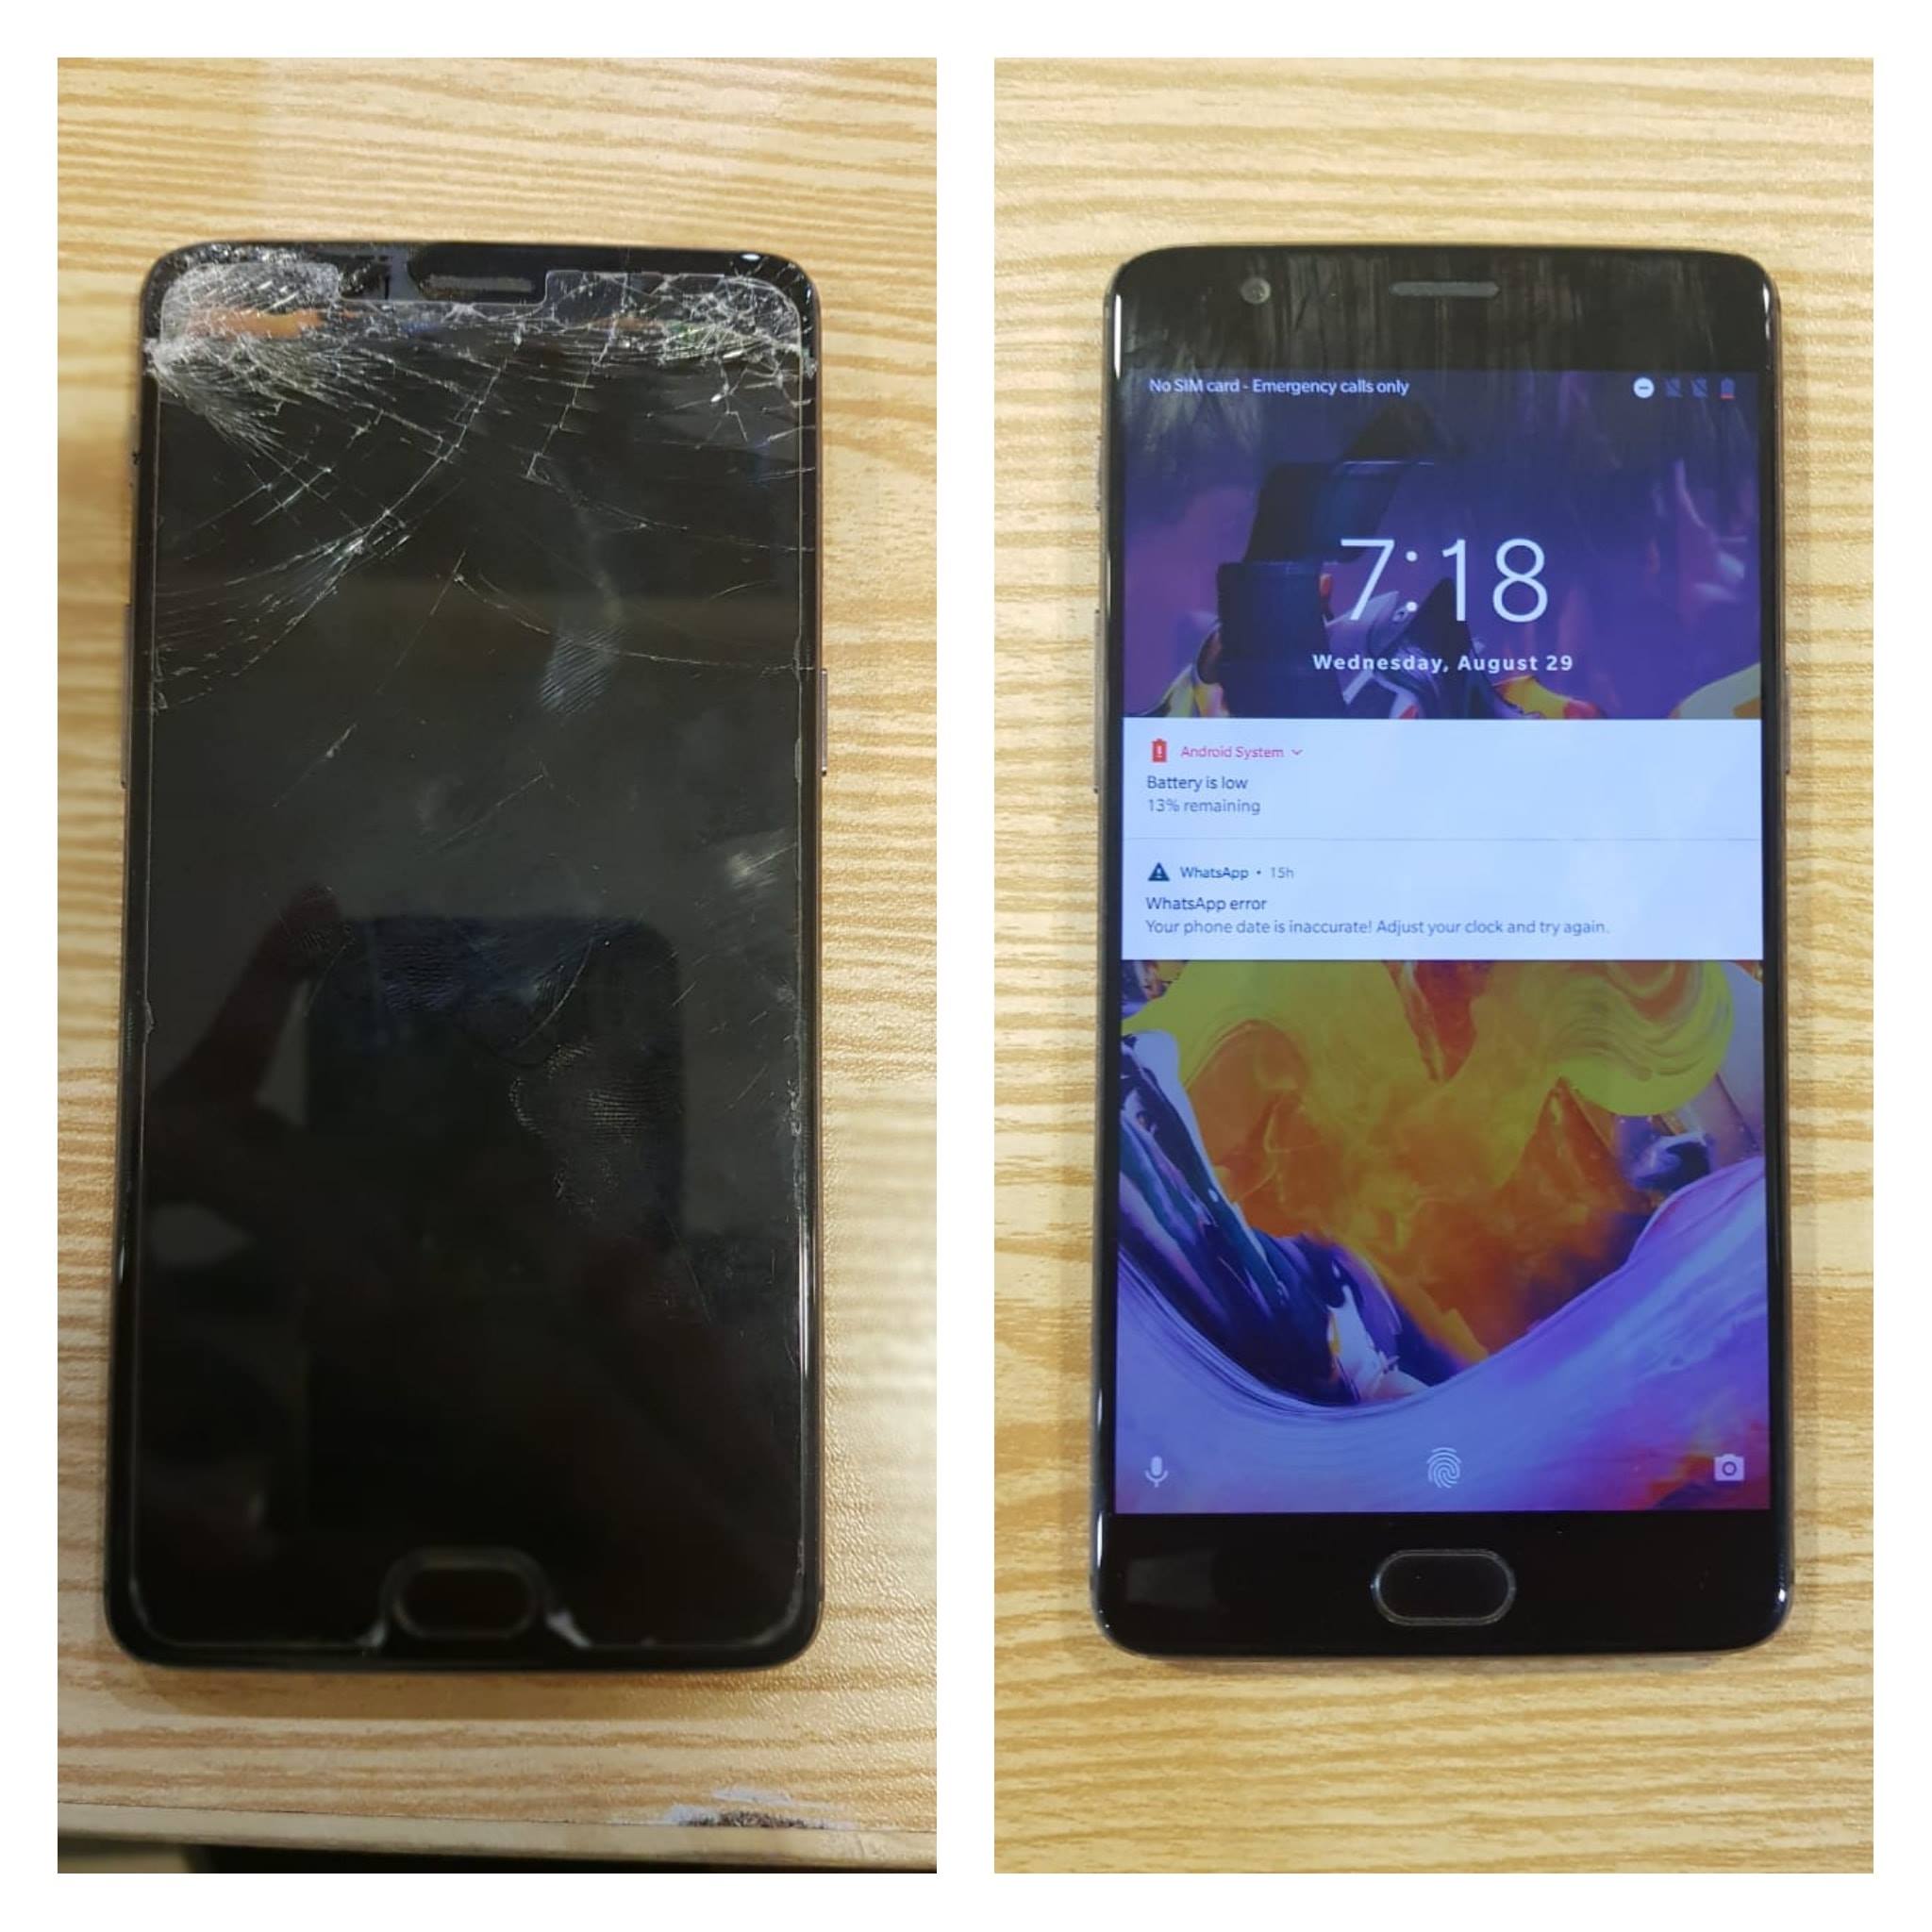 No SIM card - Emergency calls only
7:18
Wednesday, August 29
Android System
Battery is low
13% remaining
WhatsApp • 15h
WhatsApp error
Your phone date is inaccurate! Adjust your clock and try again.